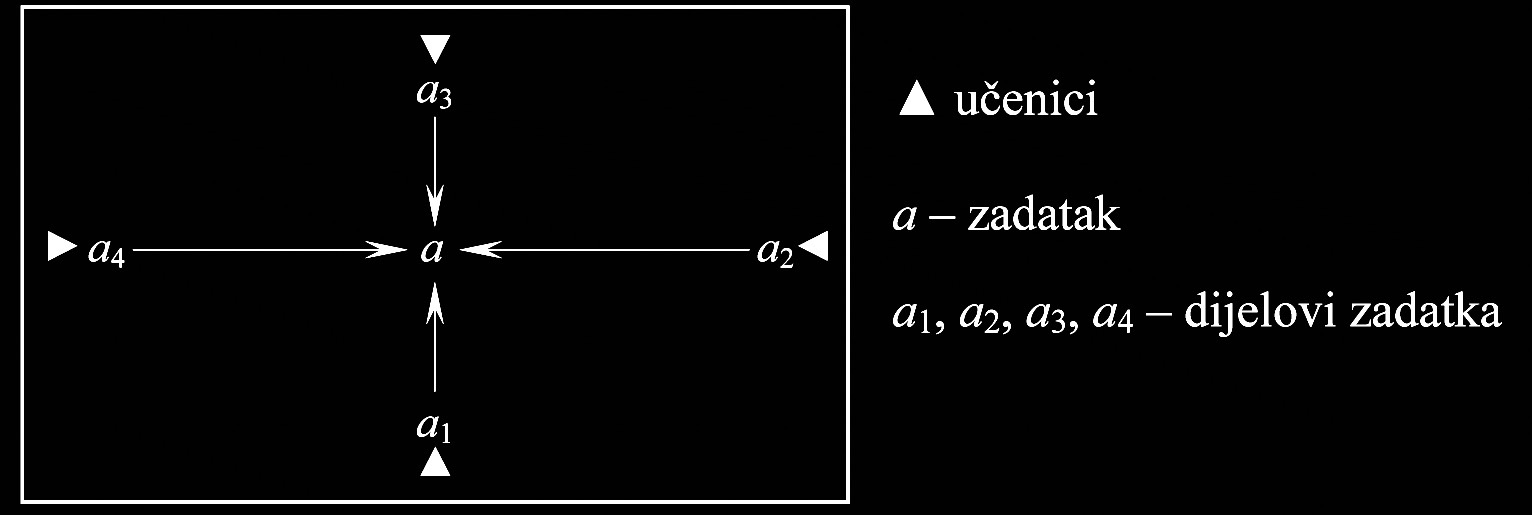 a₃
a₄ a a₂
a₁
▲ učenici
a – zadatak
a₁, a₂, a₃, a₄ – dijelovi zadatka